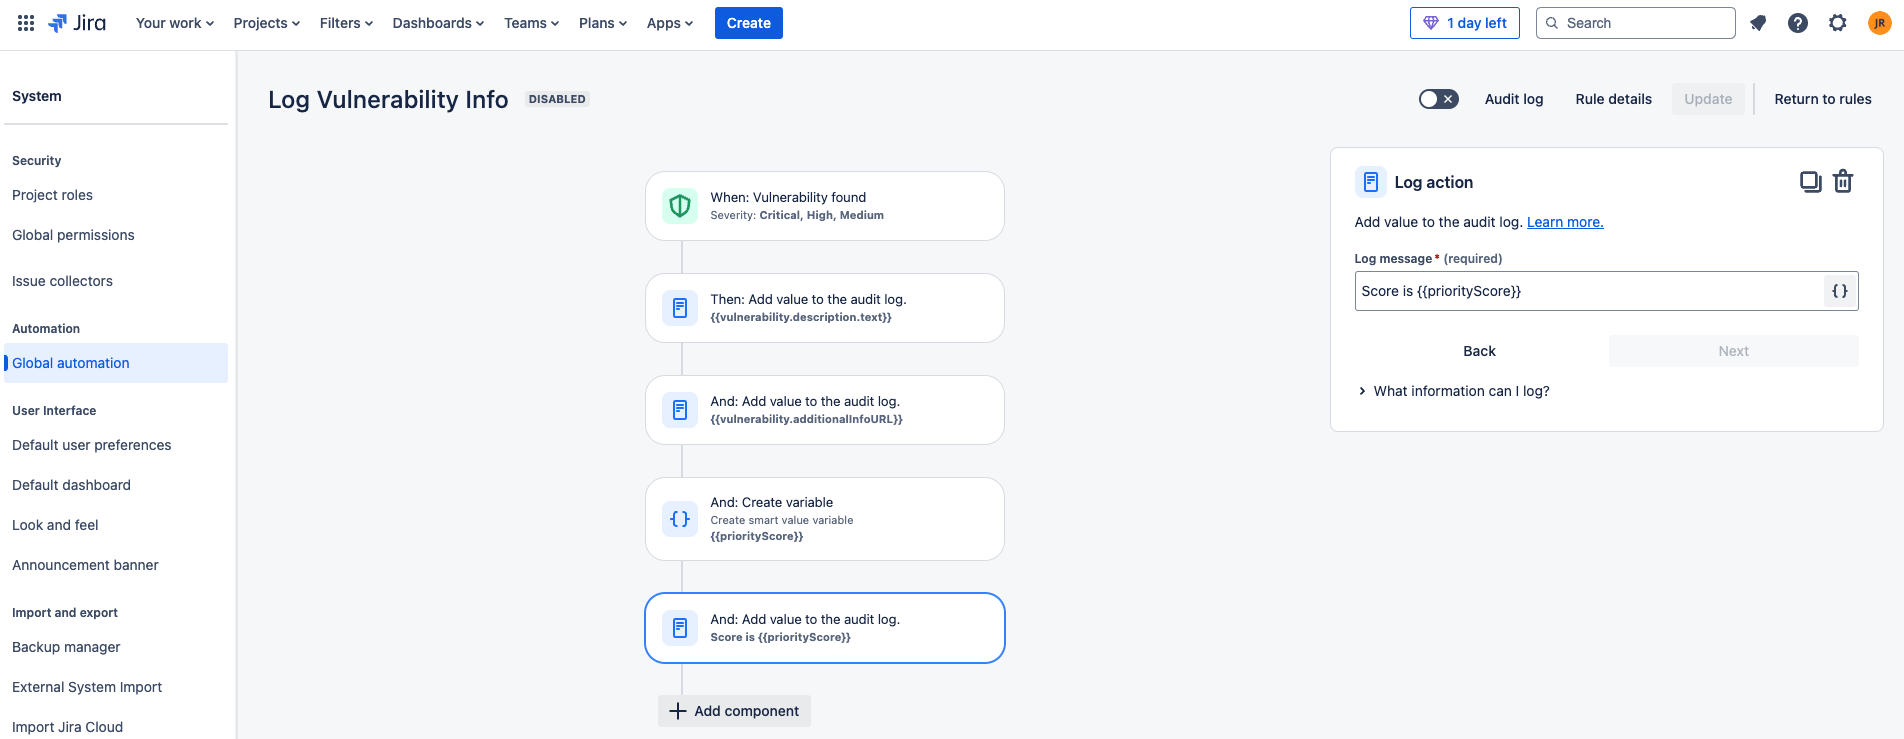 Jira
Your work
Projects
Filters
Dashboards
Teams
Plans
Apps
Create
1 day left
Search
JR
System
Security
Project roles
Global permissions
Issue collectors
Automation
Global automation
User Interface
Default user preferences
Default dashboard
Look and feel
Announcement banner
Import and export
Backup manager
External System Import
Import Jira Cloud
Log Vulnerability Info
DISABLED
Audit log
Rule details
Update
Return to rules
When: Vulnerability found
Severity: Critical, High, Medium
Then: Add value to the audit log.
{{vulnerability.description.text}}
And: Add value to the audit log.
{{vulnerability.additionalInfoURL}}
And: Create variable
Create smart value variable
{{priorityScore}}
And: Add value to the audit log.
Score is {{priorityScore}}
Add component
Log action
Add value to the audit log. Learn more.
Log message* (required)
Score is {{priorityScore}}
{}
Back
Next
What information can I log?